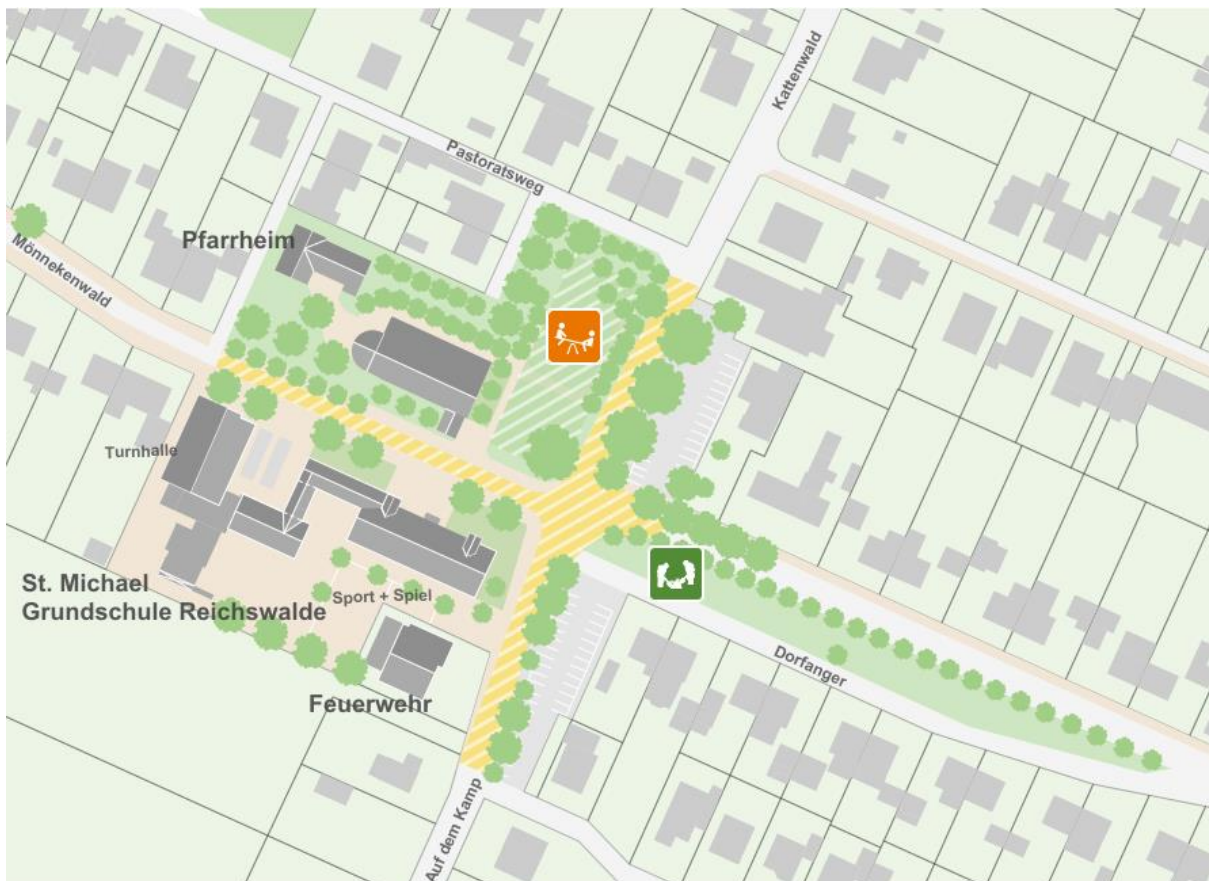 Kattenwald
Pastoratsweg
Pfarrheim
Mönnekenwald
Turnhalle
St. Michael
Grundschule Reichswalde
Sport + Spiel
Dorfanger
Feuerwehr
Auf dem Kamp